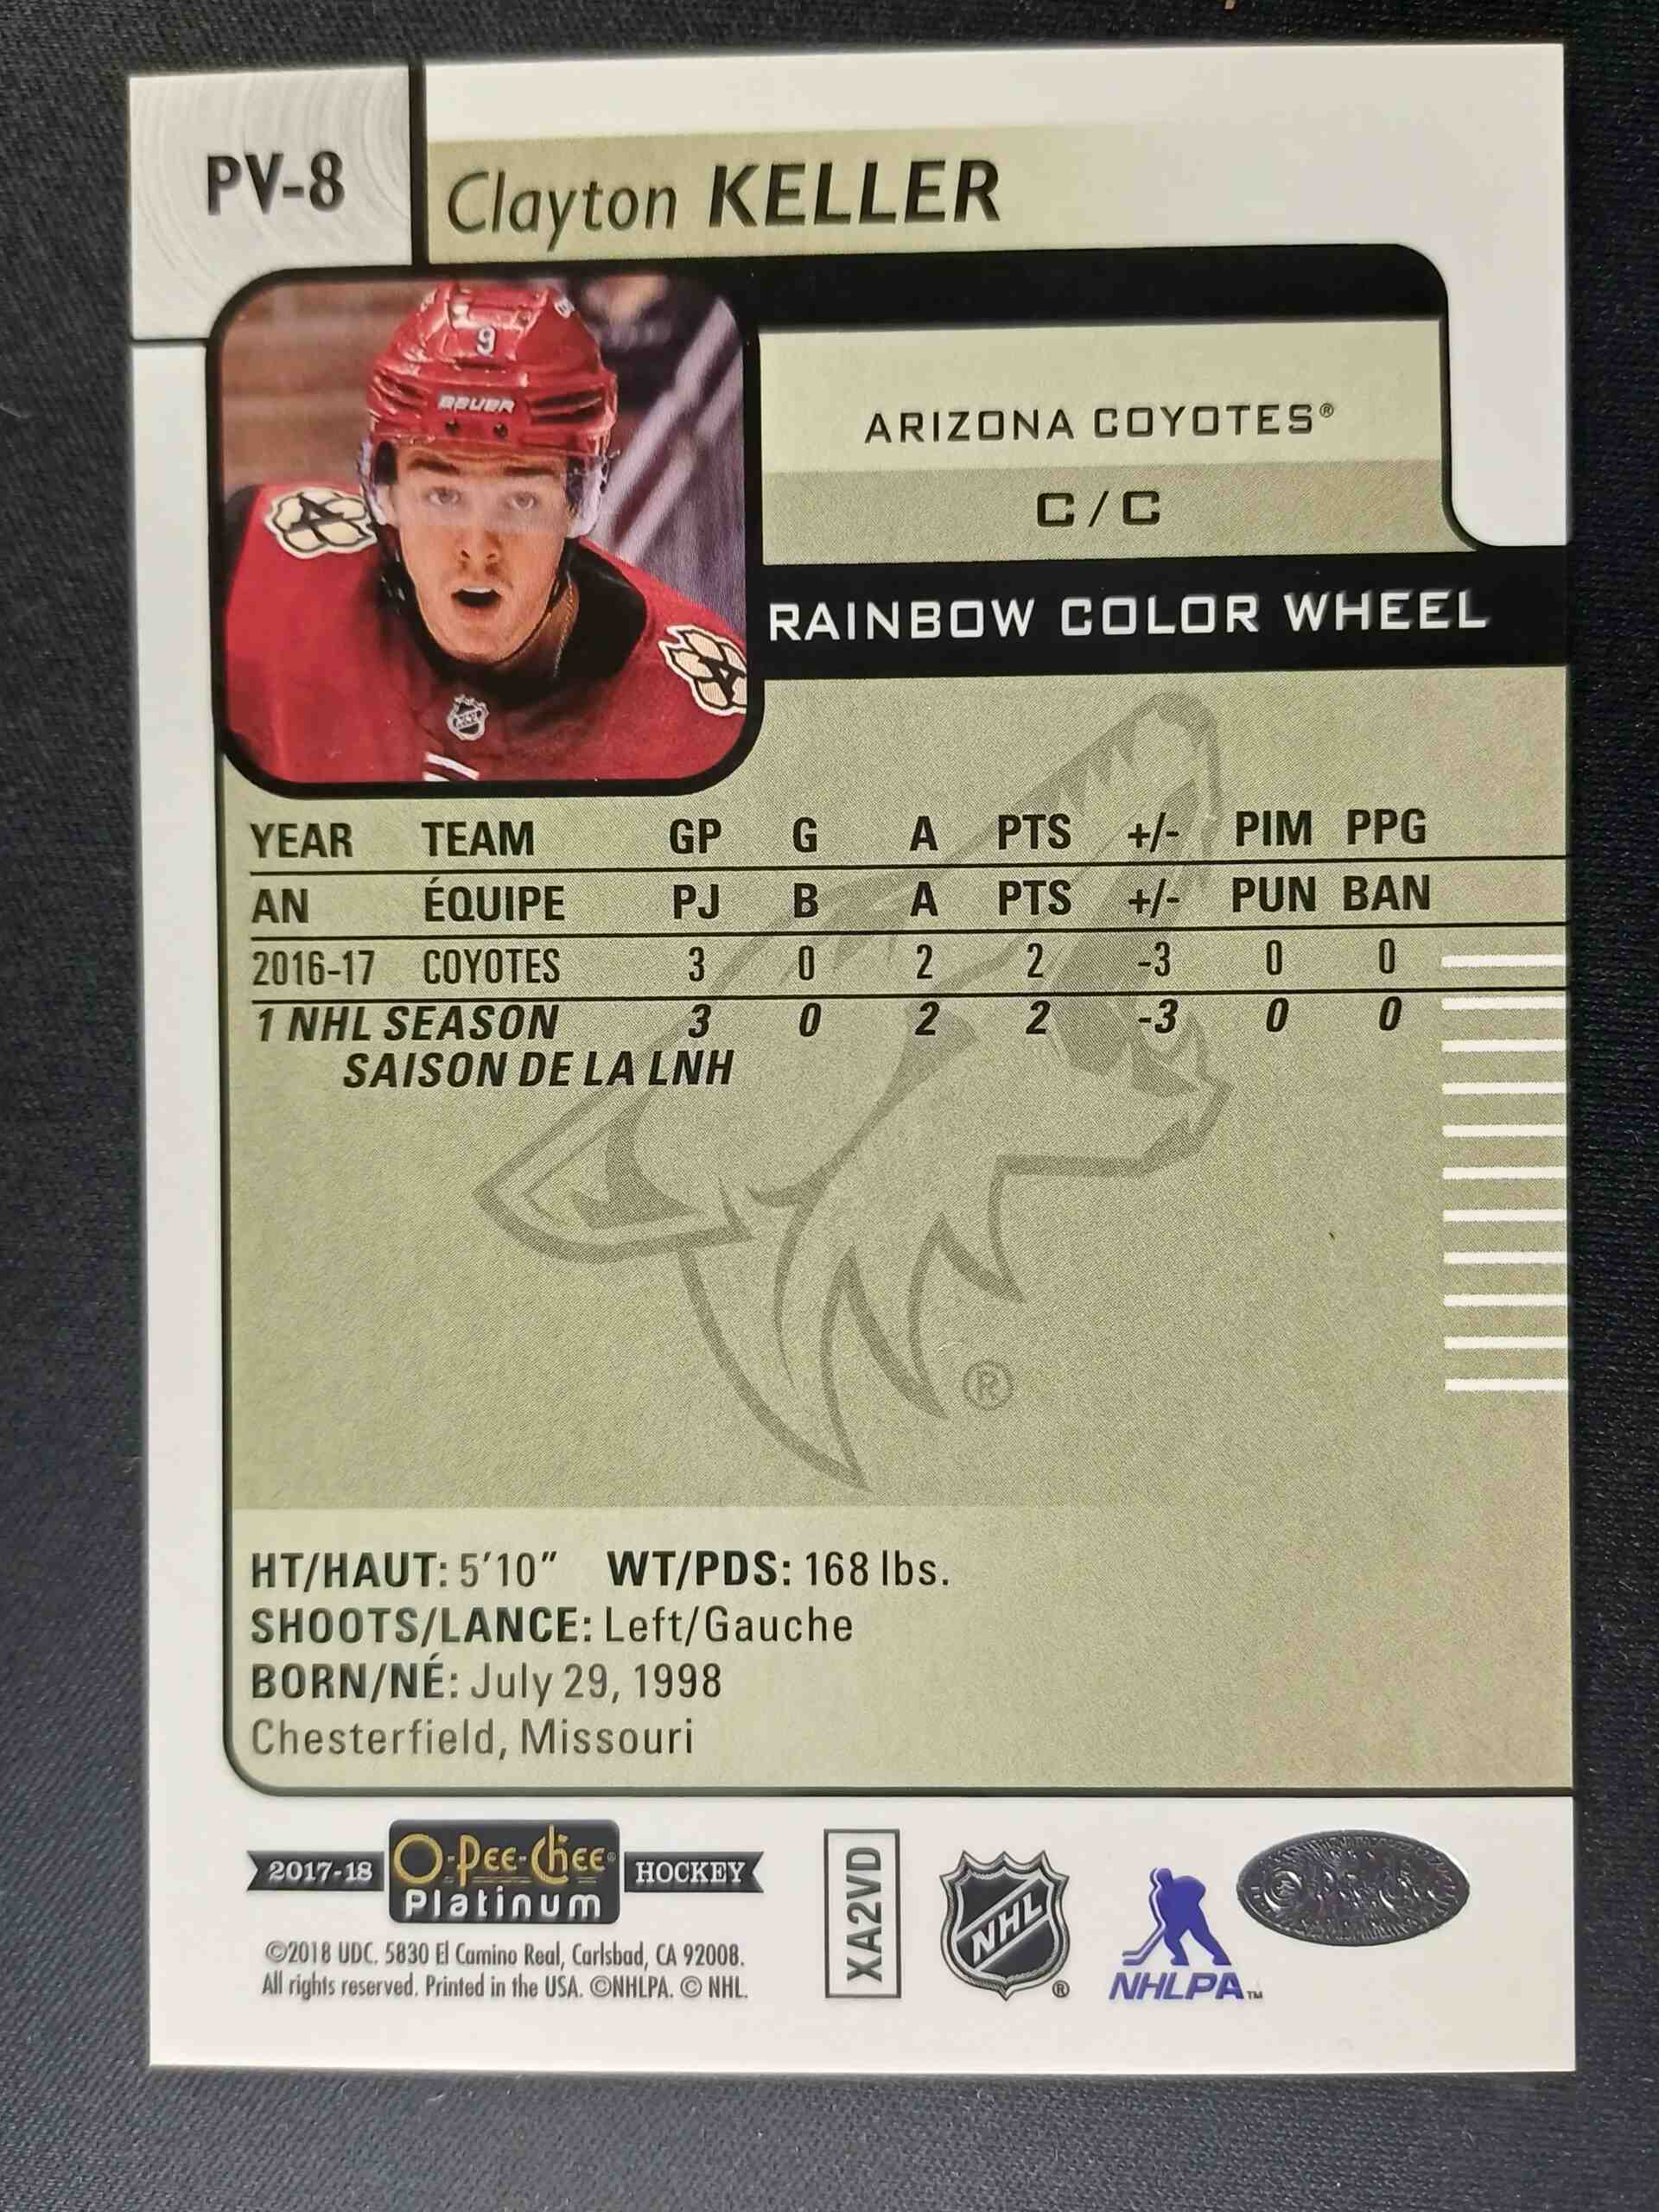 PV-8
Clayton KELLER
9
BAUER
ARIZONA COYOTES®
C/C
RAINBOW COLOR WHEEL
YEAR TEAM GP G A PTS +/- PIM PPG
AN ÉQUIPE PJ B A PTS +/- PUN BAN
2016-17 COYOTES 3 0 2 2 -3 0 0
1 NHL SEASON 3 0 2 2 -3 0 0
SAISON DE LA LNH
®
HT/HAUT: 5'10" WT/PDS: 168 lbs.
SHOOTS/LANCE: Left/Gauche
BORN/NÉ: July 29, 1998
Chesterfield, Missouri
2017-18 O-Pee-Chee® Platinum HOCKEY
©2018 UDC. 5830 El Camino Real, Carlsbad, CA 92008.
All rights reserved. Printed in the USA. ©NHLPA. © NHL.
XA2VD
NHL®
NHLPA™